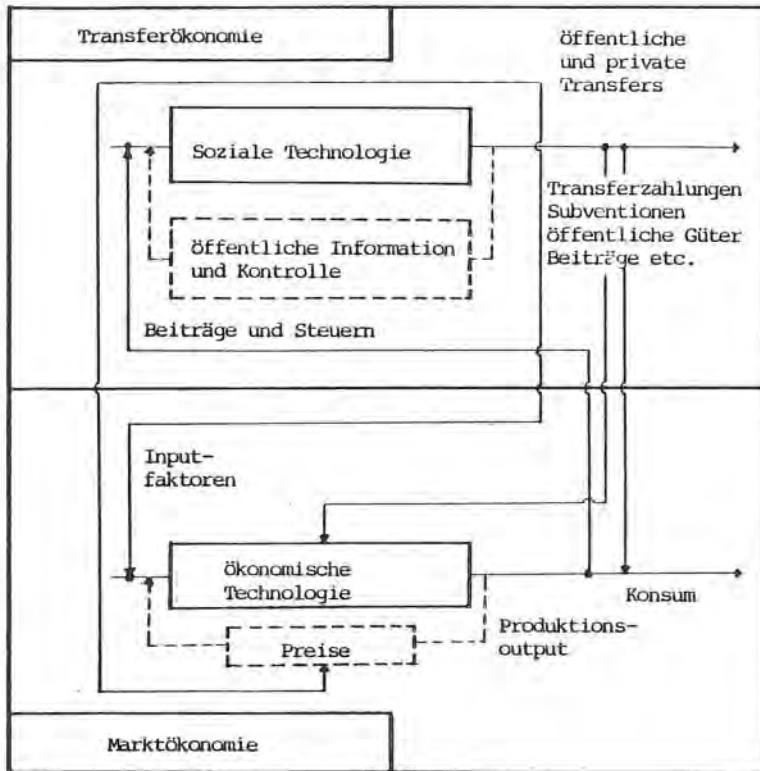 Transferökonomie
öffentliche
und private
Transfers
Soziale Technologie
Transferzahlungen
Subventionen
öffentliche Güter
Beiträge etc.
öffentliche Information
und Kontrolle
Beiträge und Steuern
Input-
faktoren
ökonomische
Technologie
Konsum
Produktions-
output
Preise
Marktökonomie